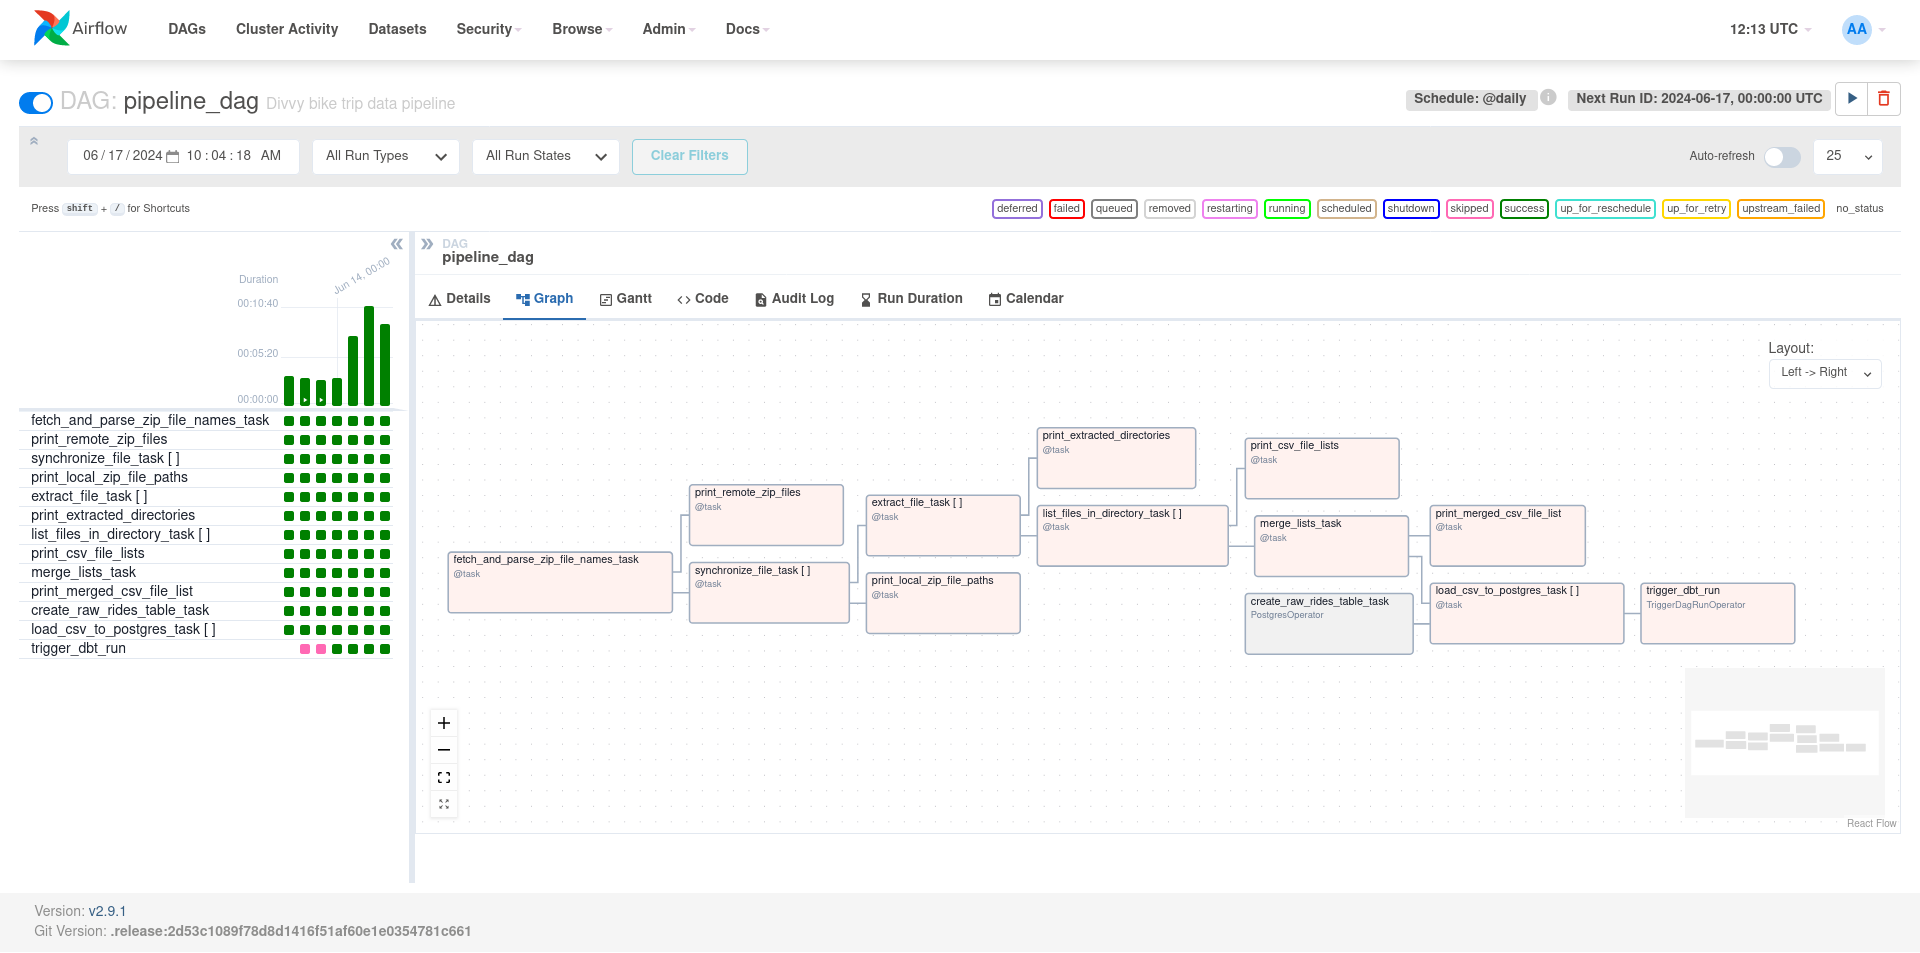 Airflow DAGs Cluster Activity Datasets Security Browse Admin Docs 12:13 UTC AA
DAG: pipeline_dag Divvy bike trip data pipeline Schedule: @daily i Next Run ID: 2024-06-17, 00:00:00 UTC
06 / 17 / 2024 10 : 04 : 18 AM All Run Types All Run States Clear Filters Auto-refresh 25
Press shift + / for Shortcuts deferred failed queued removed restarting running scheduled shutdown skipped success up_for_reschedule up_for_retry upstream_failed no_status
DAG
pipeline_dag
Jun 14, 00:00
Duration
00:10:40
00:05:20
00:00:00
fetch_and_parse_zip_file_names_task
print_remote_zip_files
synchronize_file_task [ ]
print_local_zip_file_paths
extract_file_task [ ]
print_extracted_directories
list_files_in_directory_task [ ]
print_csv_file_lists
merge_lists_task
print_merged_csv_file_list
create_raw_rides_table_task
load_csv_to_postgres_task [ ]
trigger_dbt_run
Details Graph Gantt Code Audit Log Run Duration Calendar
Layout:
Left -> Right
fetch_and_parse_zip_file_names_task
@task
print_remote_zip_files
@task
synchronize_file_task [ ]
@task
extract_file_task [ ]
@task
print_local_zip_file_paths
@task
print_extracted_directories
@task
list_files_in_directory_task [ ]
@task
print_csv_file_lists
@task
merge_lists_task
@task
create_raw_rides_table_task
PostgresOperator
print_merged_csv_file_list
@task
load_csv_to_postgres_task [ ]
@task
trigger_dbt_run
TriggerDagRunOperator
React Flow
Version: v2.9.1
Git Version: .release:2d53c1089f78d8d1416f51af60e1e0354781c661